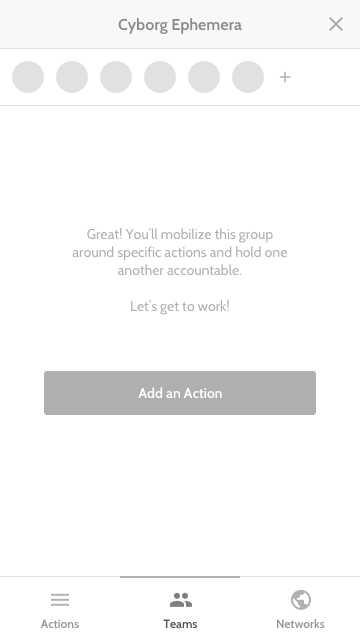 Cyborg Ephemera
Great! You'll mobilize this group
around specific actions and hold one
another accountable.
Let's get to work!
Add an Action
Actions
Teams
Networks